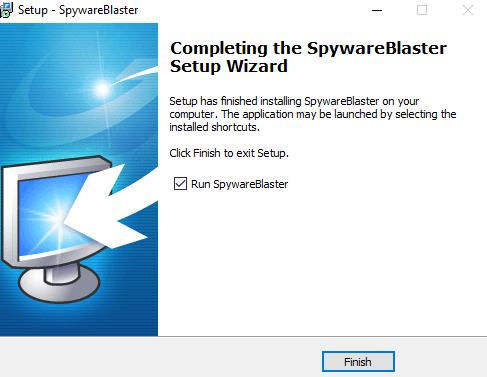 Setup - SpywareBlaster
Completing the SpywareBlaster
Setup Wizard
Setup has finished installing SpywareBlaster on your
computer. The application may be launched by selecting the
installed shortcuts.
Click Finish to exit Setup.
Run SpywareBlaster
Finish